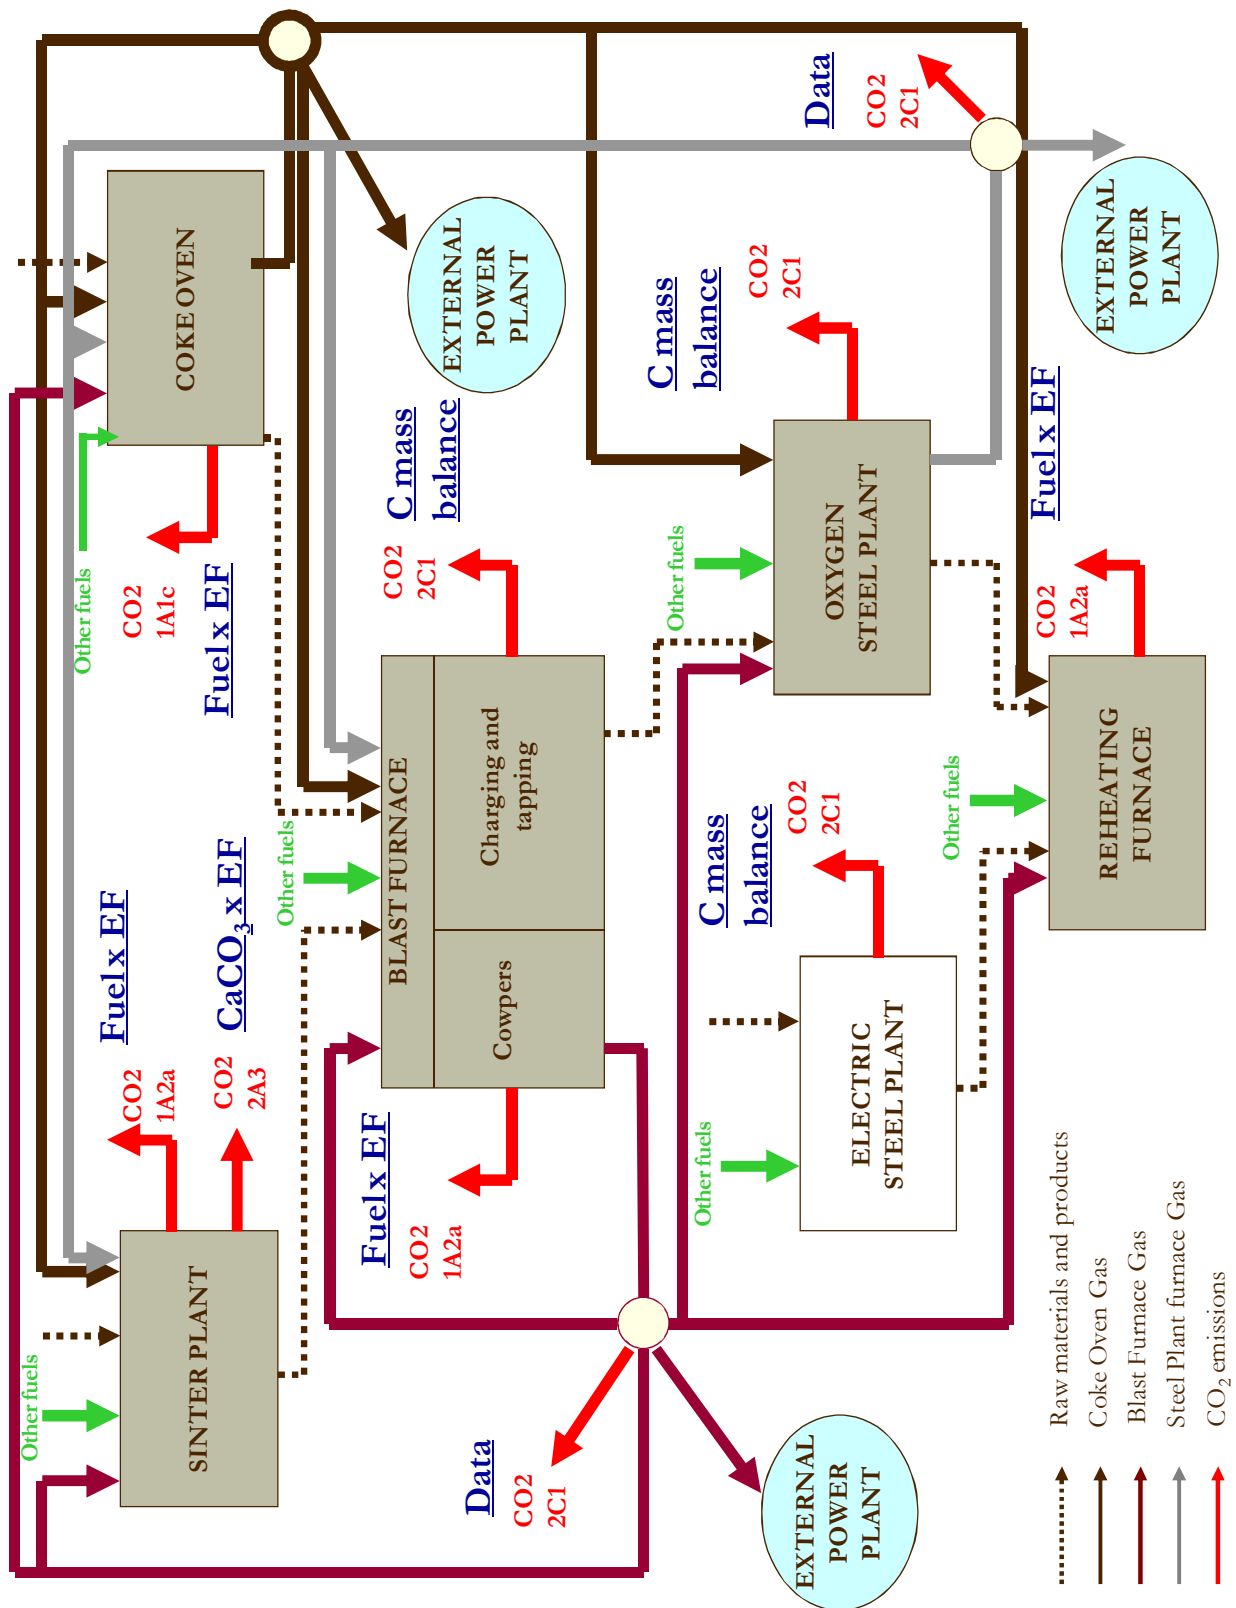 Other fuels
SINTER PLANT
CO2
1A2a
Fuel x EF
CO2
2A3
CaCO3 x EF
Other fuels
CO2
1A1c
Fuel x EF
COKE OVEN
Fuel x EF
CO2
1A2a
BLAST FURNACE
Cowpers
Charging and
tapping
Other fuels
CO2
2C1
C mass
balance
EXTERNAL
POWER
PLANT
Data
CO2
2C1
EXTERNAL
POWER
PLANT
Other fuels
ELECTRIC
STEEL PLANT
C mass
balance
CO2
2C1
Other fuels
OXYGEN
STEEL PLANT
C mass
balance
CO2
2C1
Data
CO2
2C1
EXTERNAL
POWER
PLANT
Other fuels
REHEATING
FURNACE
CO2
1A2a
Fuel x EF
Raw materials and products
Coke Oven Gas
Blast Furnace Gas
Steel Plant furnace Gas
CO2 emissions